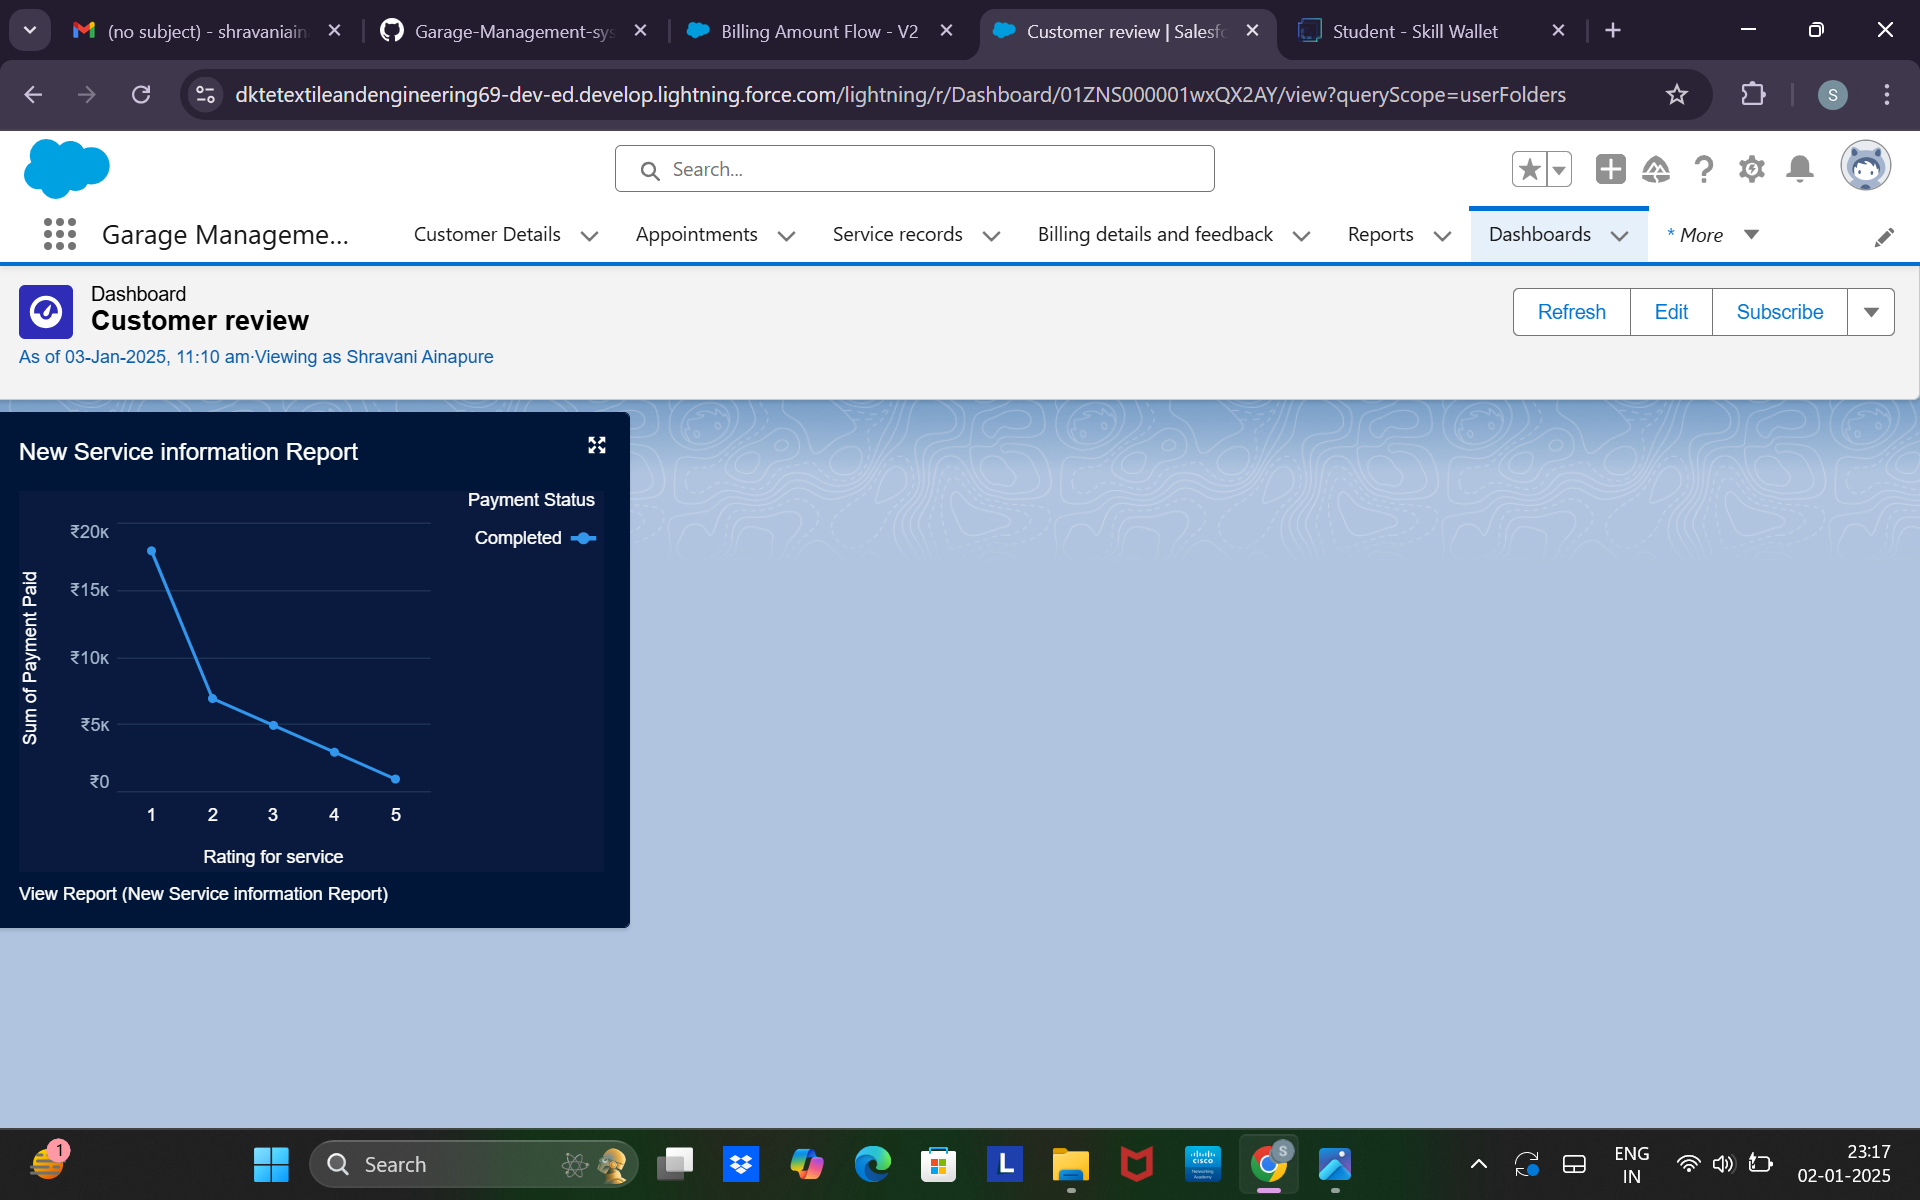 (no subject) - shravaniain
Garage-Management-sys
Billing Amount Flow - V2
Customer review | Salesfo
Student - Skill Wallet
dktetextileandengineering69-dev-ed.develop.lightning.force.com/lightning/r/Dashboard/01ZNS000001wxQX2AY/view?queryScope=userFolders
S
Search...
Garage Manageme...
Customer Details
Appointments
Service records
Billing details and feedback
Reports
Dashboards
* More
Dashboard
Customer review
As of 03-Jan-2025, 11:10 am·Viewing as Shravani Ainapure
Refresh
Edit
Subscribe
New Service information Report
Payment Status
Completed
Sum of Payment Paid
₹20K
₹15K
₹10K
₹5K
₹0
1 2 3 4 5
Rating for service
View Report (New Service information Report)
1
Search
L
CISCO
S
ENG
IN
23:17
02-01-2025